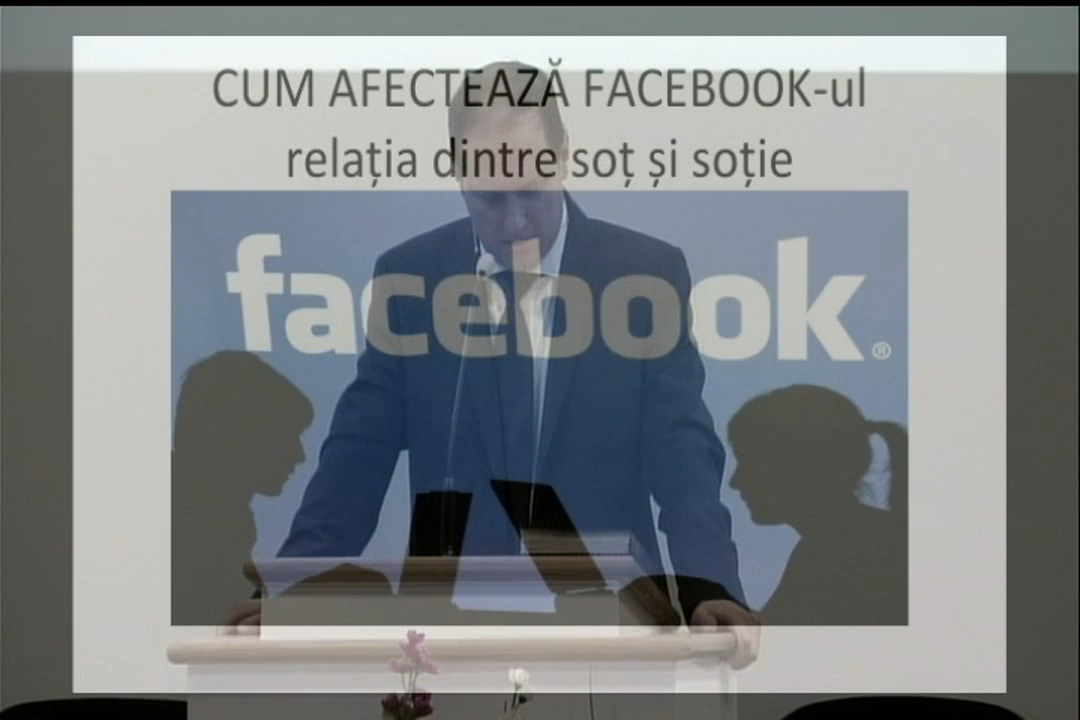 CUM AFECTEAZĂ FACEBOOK-ul
relația dintre soț și soție
facebook®